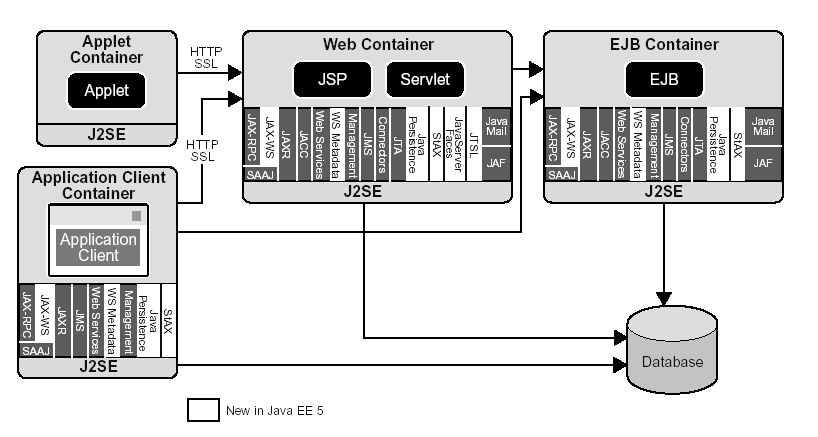 Applet
Container
Applet
J2SE
HTTP
SSL
HTTP
SSL
Web Container
JSP
Servlet
JAX-RPC
JAX-WS
SAAJ
JAXR
JACC
Web Services
WS Metadata
Management
JMS
Connectors
JTA
Java
Persistence
StAX
JavaServer
Faces
JTSL
Java
Mail
JAF
J2SE
EJB Container
EJB
JAX-RPC
JAX-WS
SAAJ
JAXR
JACC
Web Services
WS Metadata
Management
JMS
Connectors
JTA
Java
Persistence
StAX
Java
Mail
JAF
J2SE
Application Client
Container
Application
Client
JAX-RPC
JAX-WS
SAAJ
JAXR
JMS
Web Services
WS Metadata
Management
Java
Persistence
StAX
J2SE
Database
New in Java EE 5